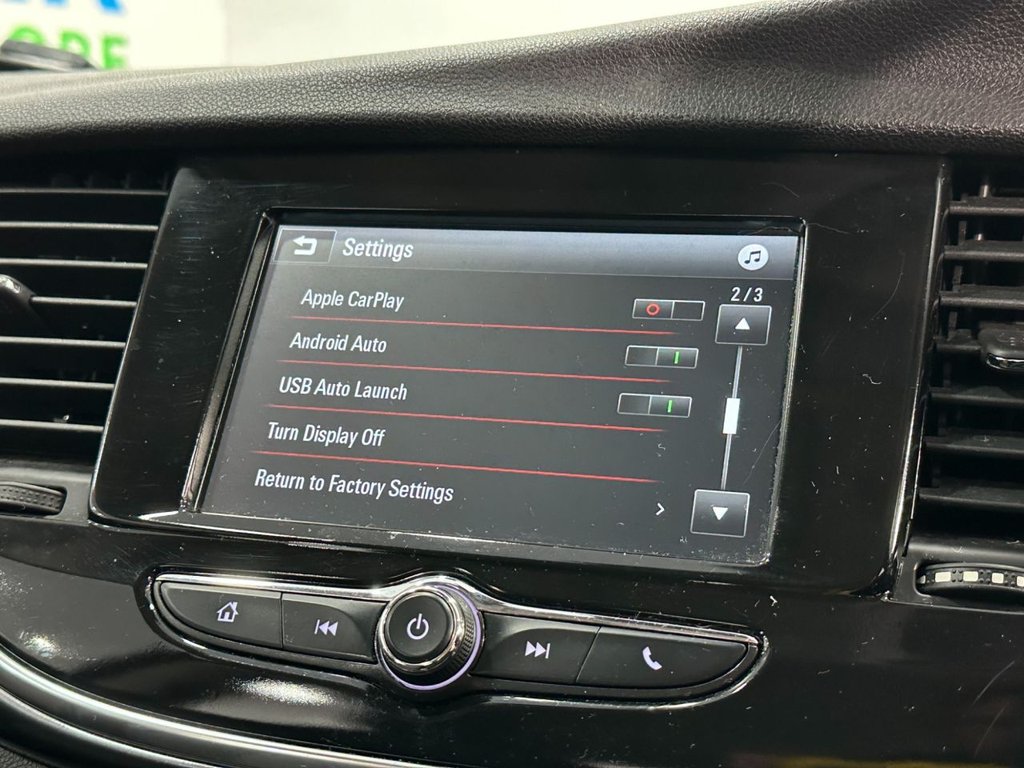 Settings
2/3
Apple CarPlay
Android Auto
USB Auto Launch
Turn Display Off
Return to Factory Settings